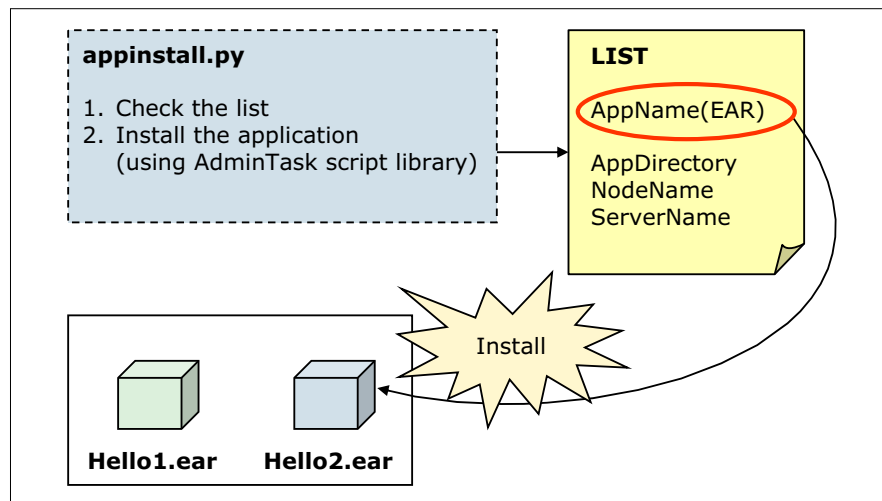 appinstall.py
1. Check the list
2. Install the application
(using AdminTask script library)
LIST
AppName(EAR)
AppDirectory
NodeName
ServerName
Install
Hello1.ear
Hello2.ear